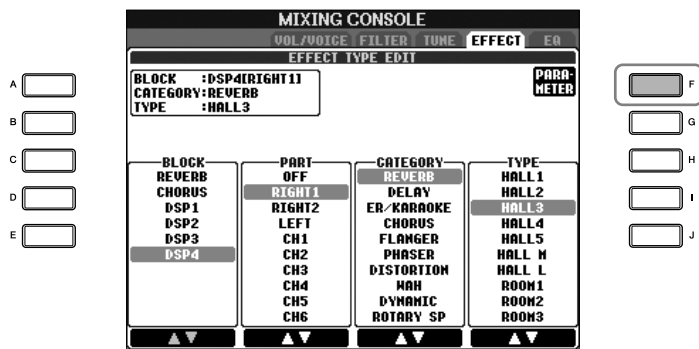 MIXING CONSOLE
VOL/VOICE FILTER TUNE EFFECT EQ
EFFECT TYPE EDIT
BLOCK :DSP4[RIGHT1]
CATEGORY:REVERB
TYPE :HALL3
PARA-
METER
A
B
C
D
E
F
G
H
I
J
BLOCK
REVERB
CHORUS
DSP1
DSP2
DSP3
DSP4
PART
OFF
RIGHT1
RIGHT2
LEFT
CH1
CH2
CH3
CH4
CH5
CH6
CATEGORY
REVERB
DELAY
ER/KARAOKE
CHORUS
FLANGER
PHASER
DISTORTION
WAH
DYNAMIC
ROTARY SP
TYPE
HALL1
HALL2
HALL3
HALL4
HALL5
HALL M
HALL L
ROOM1
ROOM2
ROOM3